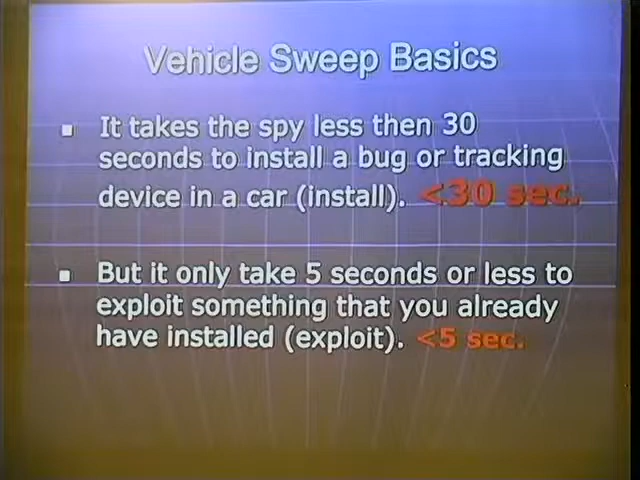 Vehicle Sweep Basics
It takes the spy less then 30
seconds to install a bug or tracking
device in a car (install). <30 sec.
But it only take 5 seconds or less to
exploit something that you already
have installed (exploit). <5 sec.